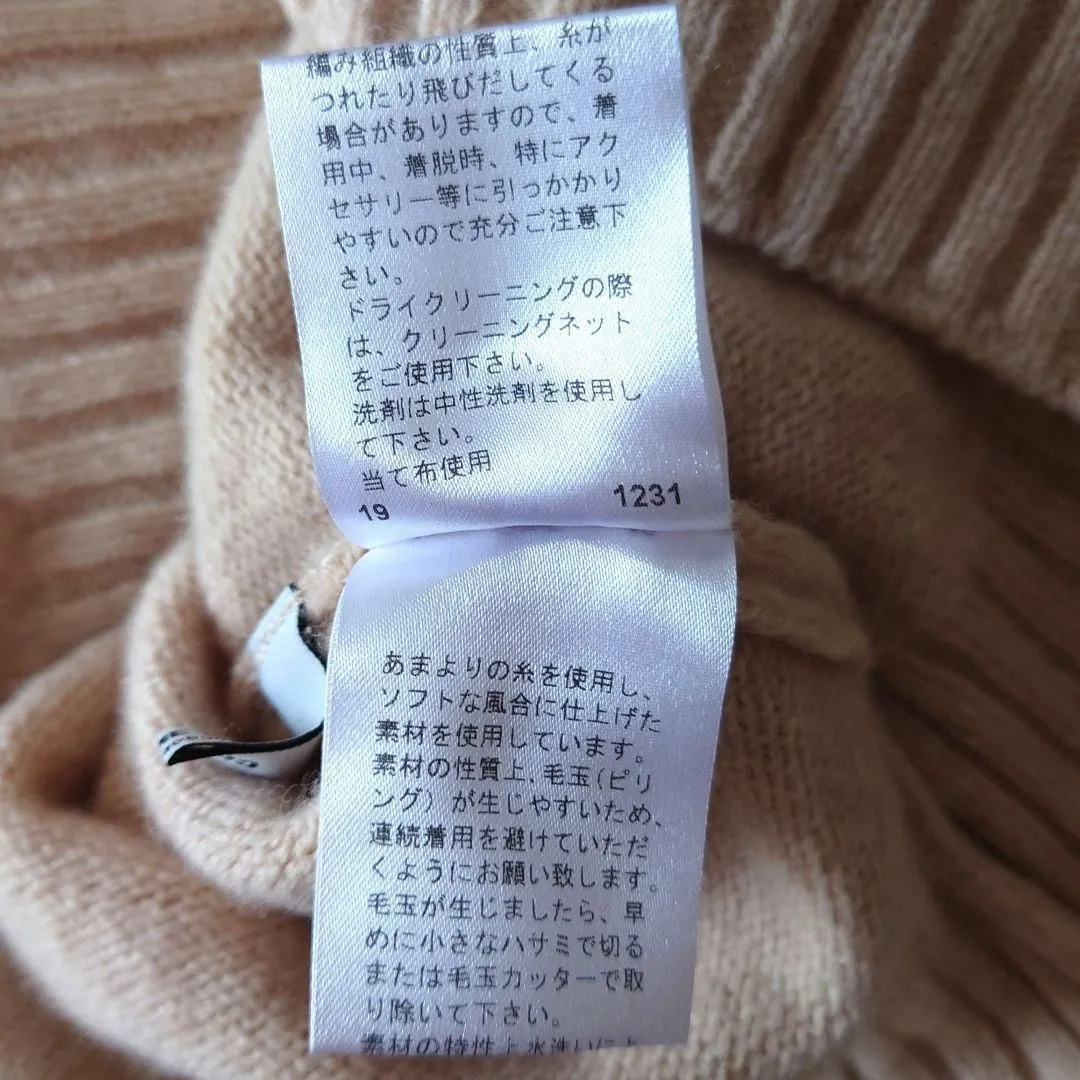 編み組織の性質上、糸が
つれたり飛びだしてくる
場合がありますので、着
用中、着脱時、特にアク
セサリー等に引っかかり
やすいので充分ご注意下
さい。
ドライクリーニングの際
は、クリーニングネット
をご使用下さい。
洗剤は中性洗剤を使用し
て下さい。
当て布使用
19 1231
あまよりの糸を使用し、
ソフトな風合に仕上げた
素材を使用しています。
素材の性質上.毛玉(ピリ
ング)が生じやすいため、
連続着用を避けていただ
くようにお願い致します。
毛玉が生じましたら、早
めに小さなハサミで切る
または毛玉カッターで取
り除いて下さい。
素材の特性上水洗いによ